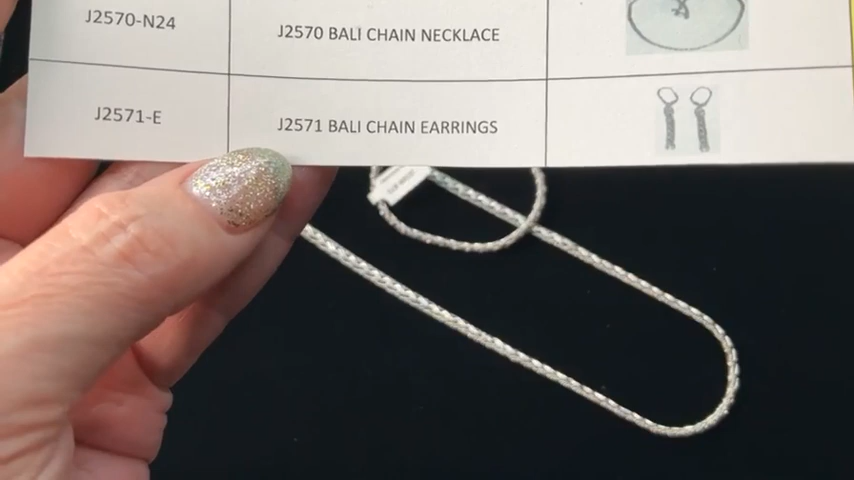 J2570-N24
J2570 BALI CHAIN NECKLACE
J2571-E
J2571 BALI CHAIN EARRINGS